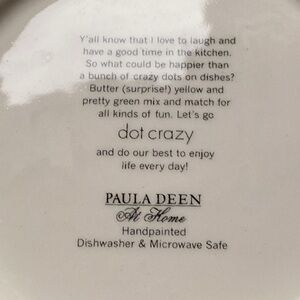 Y'all know that I love to laugh and
have a good time in the kitchen.
So what could be happier than
a bunch of crazy dots on dishes?
Butter (surprise!) yellow and
pretty green mix and match for
all kinds of fun. Let's go
dot crazy
and do our best to enjoy
life every day!
PAULA DEEN
At Home
Handpainted
Dishwasher & Microwave Safe